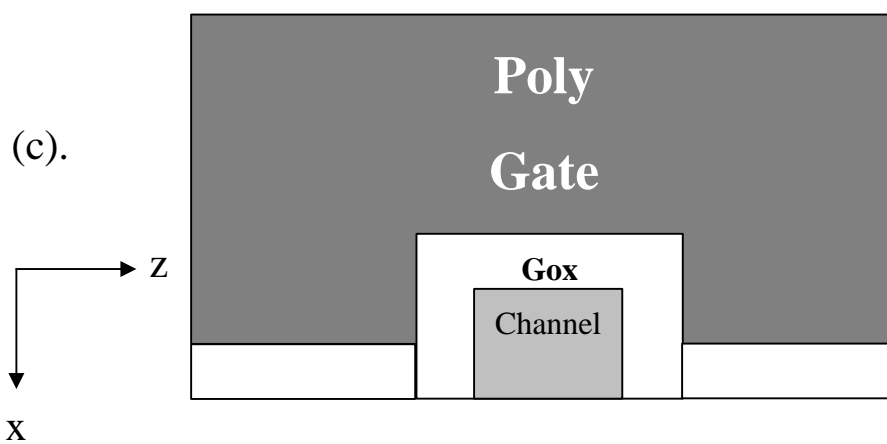 Poly
(c).
Gate
z
Gox
Channel
x